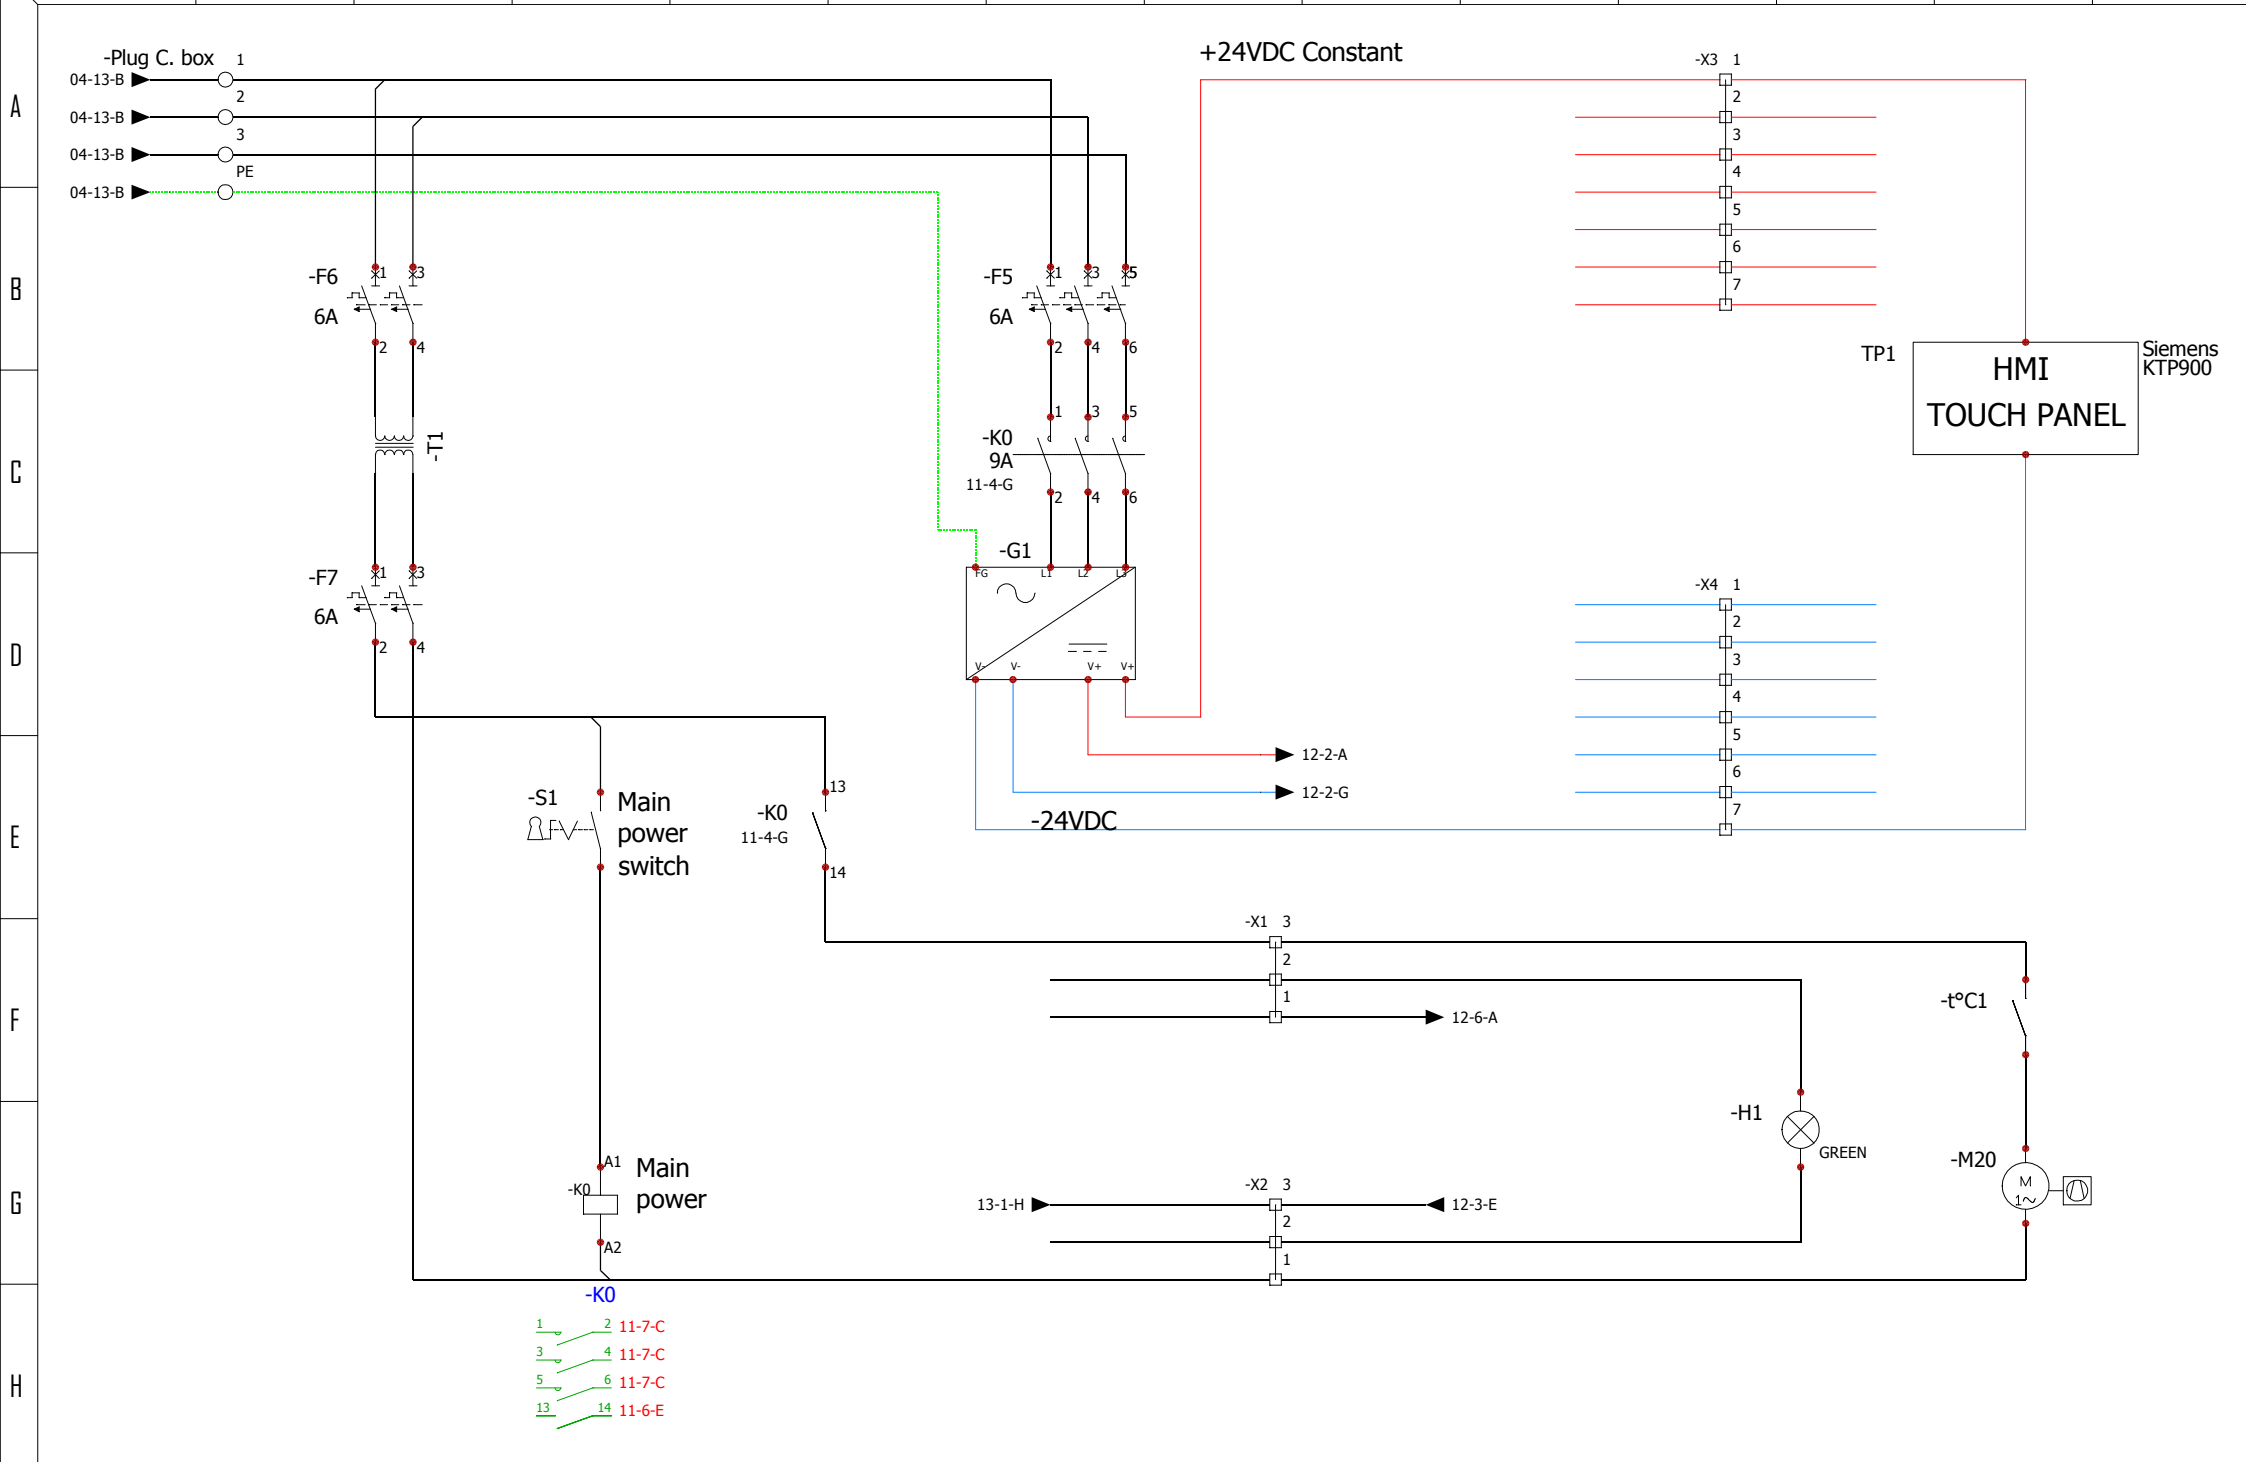 -Plug C. box 1
04-13-B
2
04-13-B
3
04-13-B
PE
04-13-B
+24VDC Constant
-X3 1
2
3
4
5
6
7
A
B
C
D
E
F
G
H
-F6
6A
1 3
2 4
-F5
6A
1 3 5
2 4 6
TP1
HMI
TOUCH PANEL
Siemens
KTP900
-T1
-K0
9A
11-4-G
1 3 5
2 4 6
-F7
6A
1 3
2 4
-G1
FG L1 L2 L3
V- V- V+ V+
-X4 1
2
3
4
5
6
7
12-2-A
12-2-G
-24VDC
-S1
Main
power
switch
-K0
11-4-G
13
14
-X1 3
2
1
12-6-A
-t°C1
-H1
GREEN
-M20
M
1~
A1
-K0
A2
Main
power
13-1-H
-X2 3
12-3-E
2
1
-K0
1 2 11-7-C
3 4 11-7-C
5 6 11-7-C
13 14 11-6-E